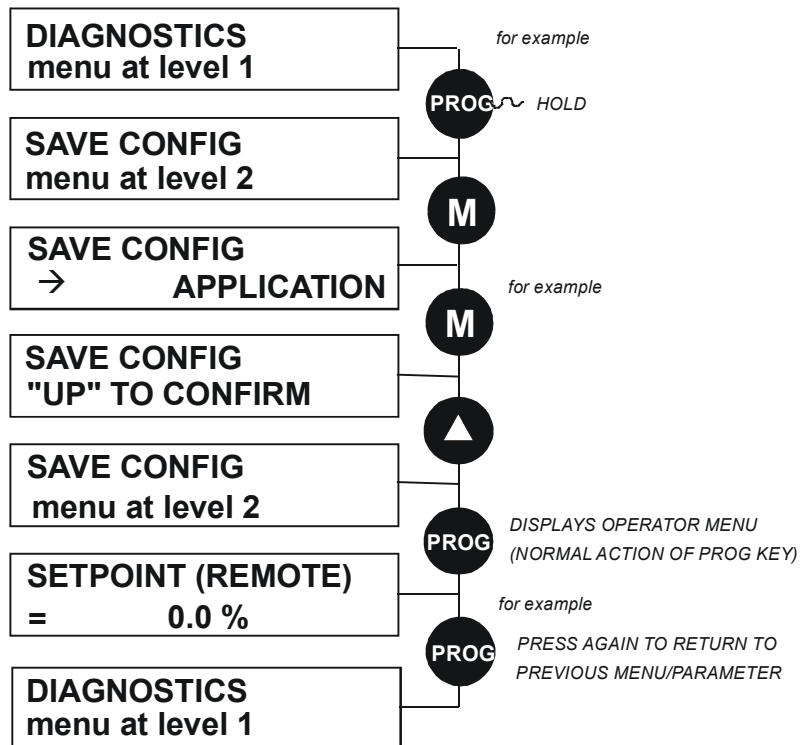 DIAGNOSTICS
menu at level 1
for example
PROG
HOLD
SAVE CONFIG
menu at level 2
M
SAVE CONFIG
→ APPLICATION
for example
M
SAVE CONFIG
"UP" TO CONFIRM
SAVE CONFIG
menu at level 2
PROG
DISPLAYS OPERATOR MENU
(NORMAL ACTION OF PROG KEY)
SETPOINT (REMOTE)
= 0.0 %
for example
PROG
PRESS AGAIN TO RETURN TO
PREVIOUS MENU/PARAMETER
DIAGNOSTICS
menu at level 1